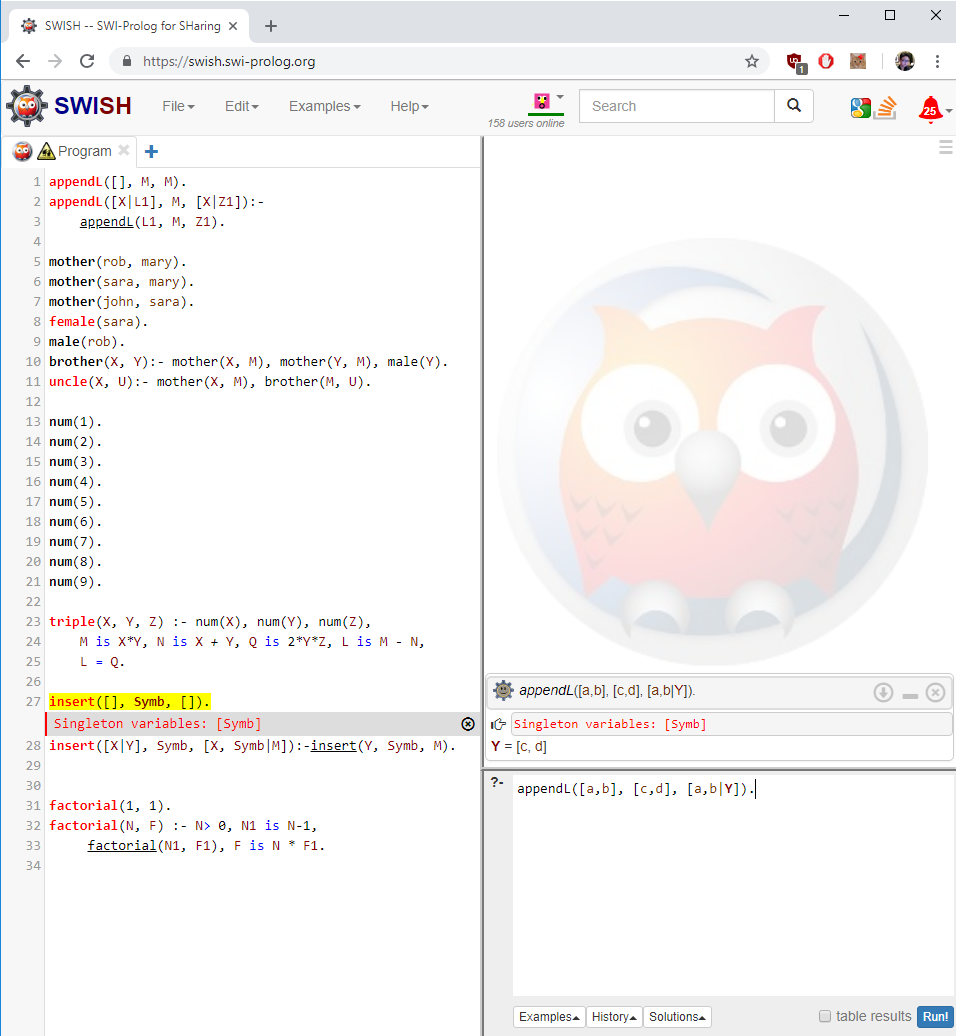 SWISH -- SWI-Prolog for SHaring
https://swish.swi-prolog.org
1
SWISH File Edit Examples Help
158 users online
Search
25
Program
1 appendL([], M, M).
2 appendL([X|L1], M, [X|Z1]):-
3 appendL(L1, M, Z1).
4
5 mother(rob, mary).
6 mother(sara, mary).
7 mother(john, sara).
8 female(sara).
9 male(rob).
10 brother(X, Y):- mother(X, M), mother(Y, M), male(Y).
11 uncle(X, U):- mother(X, M), brother(M, U).
12
13 num(1).
14 num(2).
15 num(3).
16 num(4).
17 num(5).
18 num(6).
19 num(7).
20 num(8).
21 num(9).
22
23 triple(X, Y, Z) :- num(X), num(Y), num(Z),
24 M is X*Y, N is X + Y, Q is 2*Y*Z, L is M - N,
25 L = Q.
26
27 insert([], Symb, []).
Singleton variables: [Symb]
28 insert([X|Y], Symb, [X, Symb|M]):-insert(Y, Symb, M).
29
30
31 factorial(1, 1).
32 factorial(N, F) :- N> 0, N1 is N-1,
33 factorial(N1, F1), F is N * F1.
34
appendL([a,b], [c,d], [a,b|Y]).
Singleton variables: [Symb]
Y = [c, d]
?- appendL([a,b], [c,d], [a,b|Y]).
Examples History Solutions table results Run!